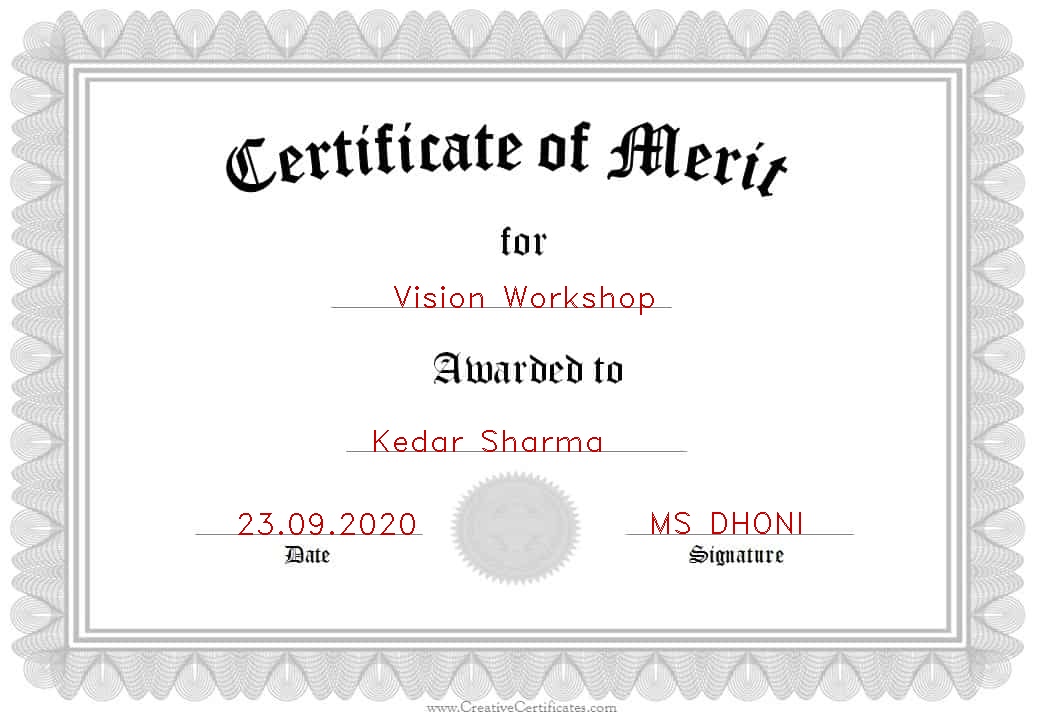 Certificate of Merit
for
Vision Workshop
Awarded to
Kedar Sharma
23.09.2020 MS DHONI
Date Signature
www.CreativeCertificates.com